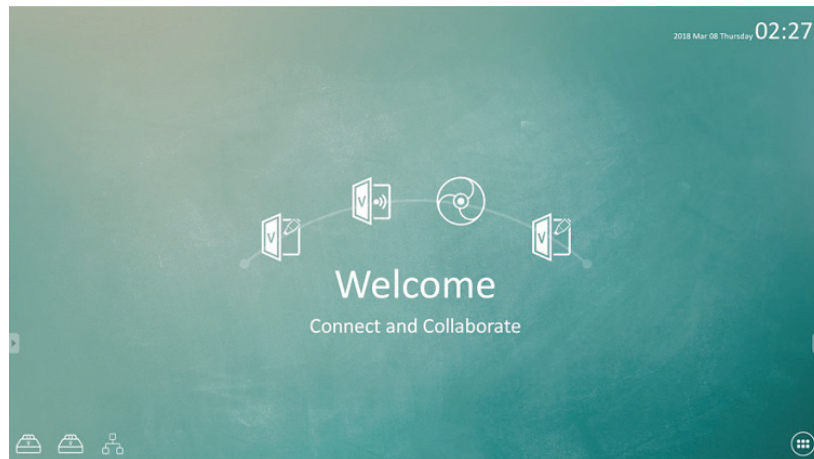 2018 Mar 08 Thursday 02:27
V
V
V
Welcome
Connect and Collaborate